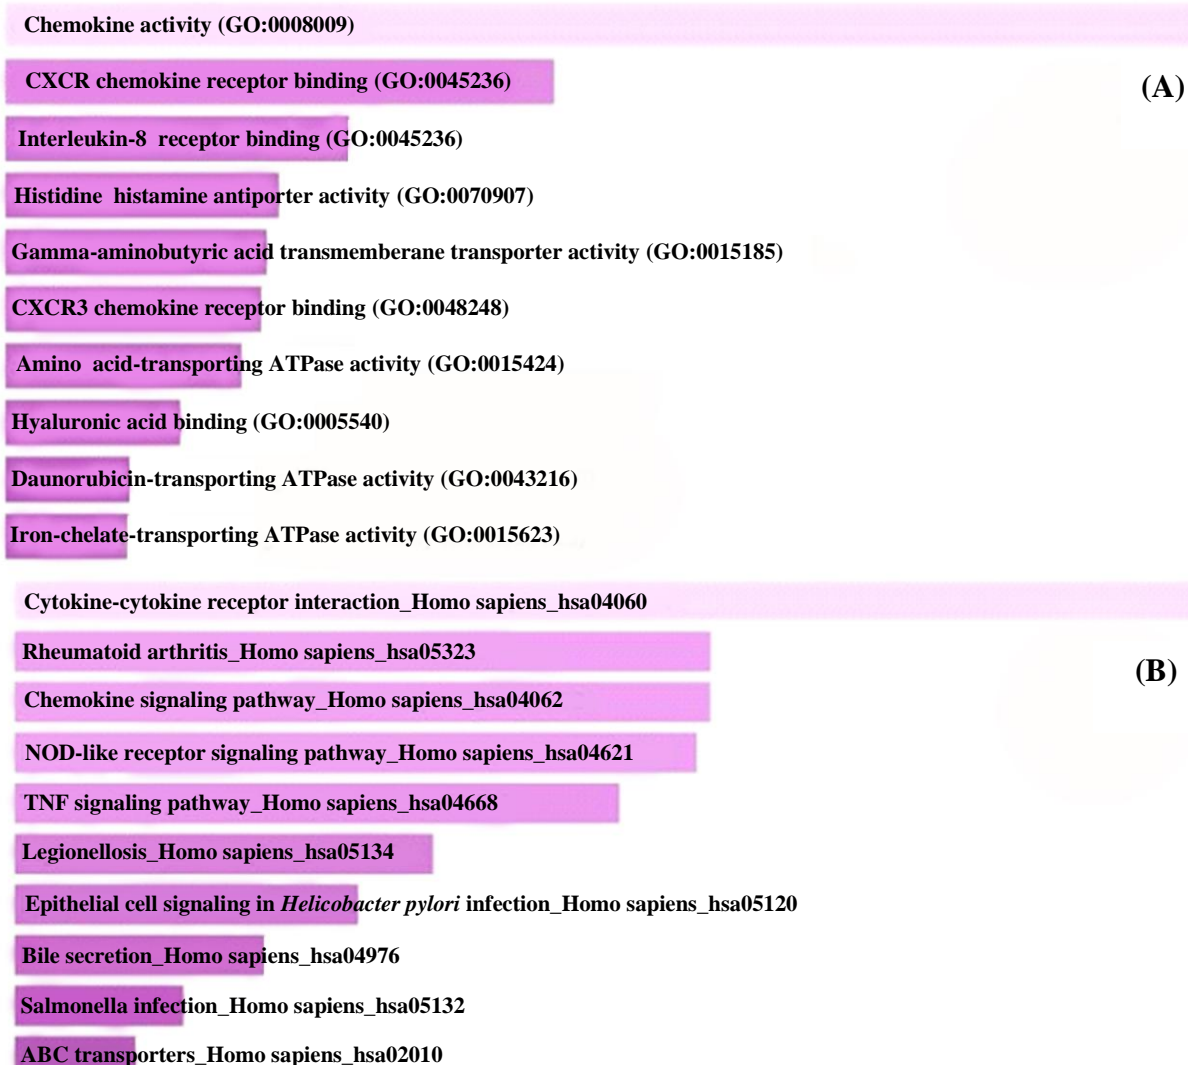 Chemokine activity (GO:0008009)
CXCR chemokine receptor binding (GO:0045236)
(A)
Interleukin-8 receptor binding (GO:0045236)
Histidine histamine antiporter activity (GO:0070907)
Gamma-aminobutyric acid transmemberane transporter activity (GO:0015185)
CXCR3 chemokine receptor binding (GO:0048248)
Amino acid-transporting ATPase activity (GO:0015424)
Hyaluronic acid binding (GO:0005540)
Daunorubicin-transporting ATPase activity (GO:0043216)
Iron-chelate-transporting ATPase activity (GO:0015623)
Cytokine-cytokine receptor interaction_Homo sapiens_hsa04060
Rheumatoid arthritis_Homo sapiens_hsa05323
(B)
Chemokine signaling pathway_Homo sapiens_hsa04062
NOD-like receptor signaling pathway_Homo sapiens_hsa04621
TNF signaling pathway_Homo sapiens_hsa04668
Legionellosis_Homo sapiens_hsa05134
Epithelial cell signaling in Helicobacter pylori infection_Homo sapiens_hsa05120
Bile secretion_Homo sapiens_hsa04976
Salmonella infection_Homo sapiens_hsa05132
ABC transporters_Homo sapiens_hsa02010